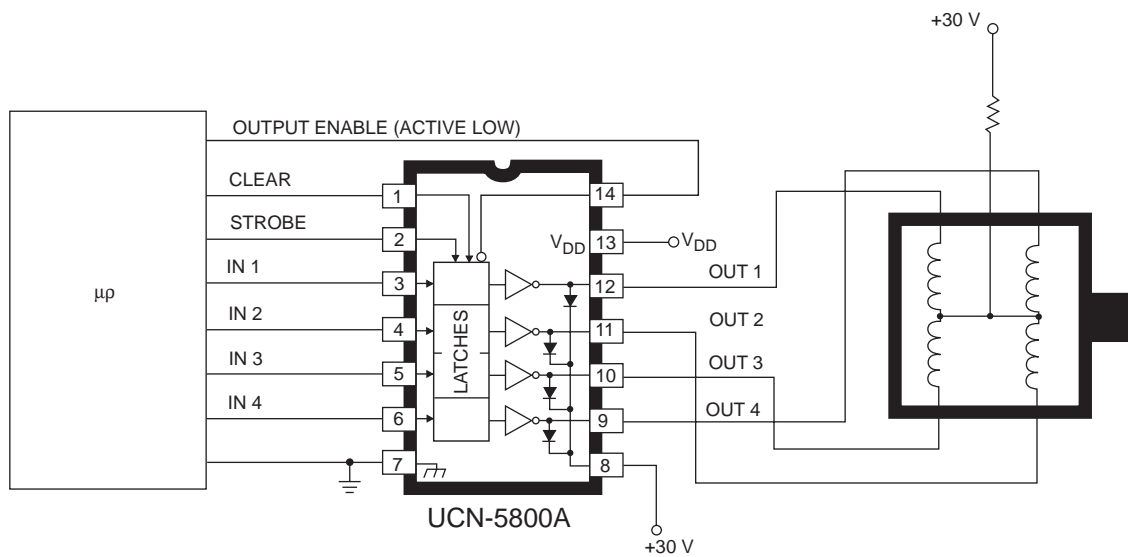 +30 V
OUTPUT ENABLE (ACTIVE LOW)
CLEAR
1
14
STROBE
2
V_DD
13
V_DD
IN 1
3
12
OUT 1
μρ
IN 2
4
LATCHES
11
OUT 2
IN 3
5
10
OUT 3
IN 4
6
9
OUT 4
7
8
UCN-5800A
+30 V